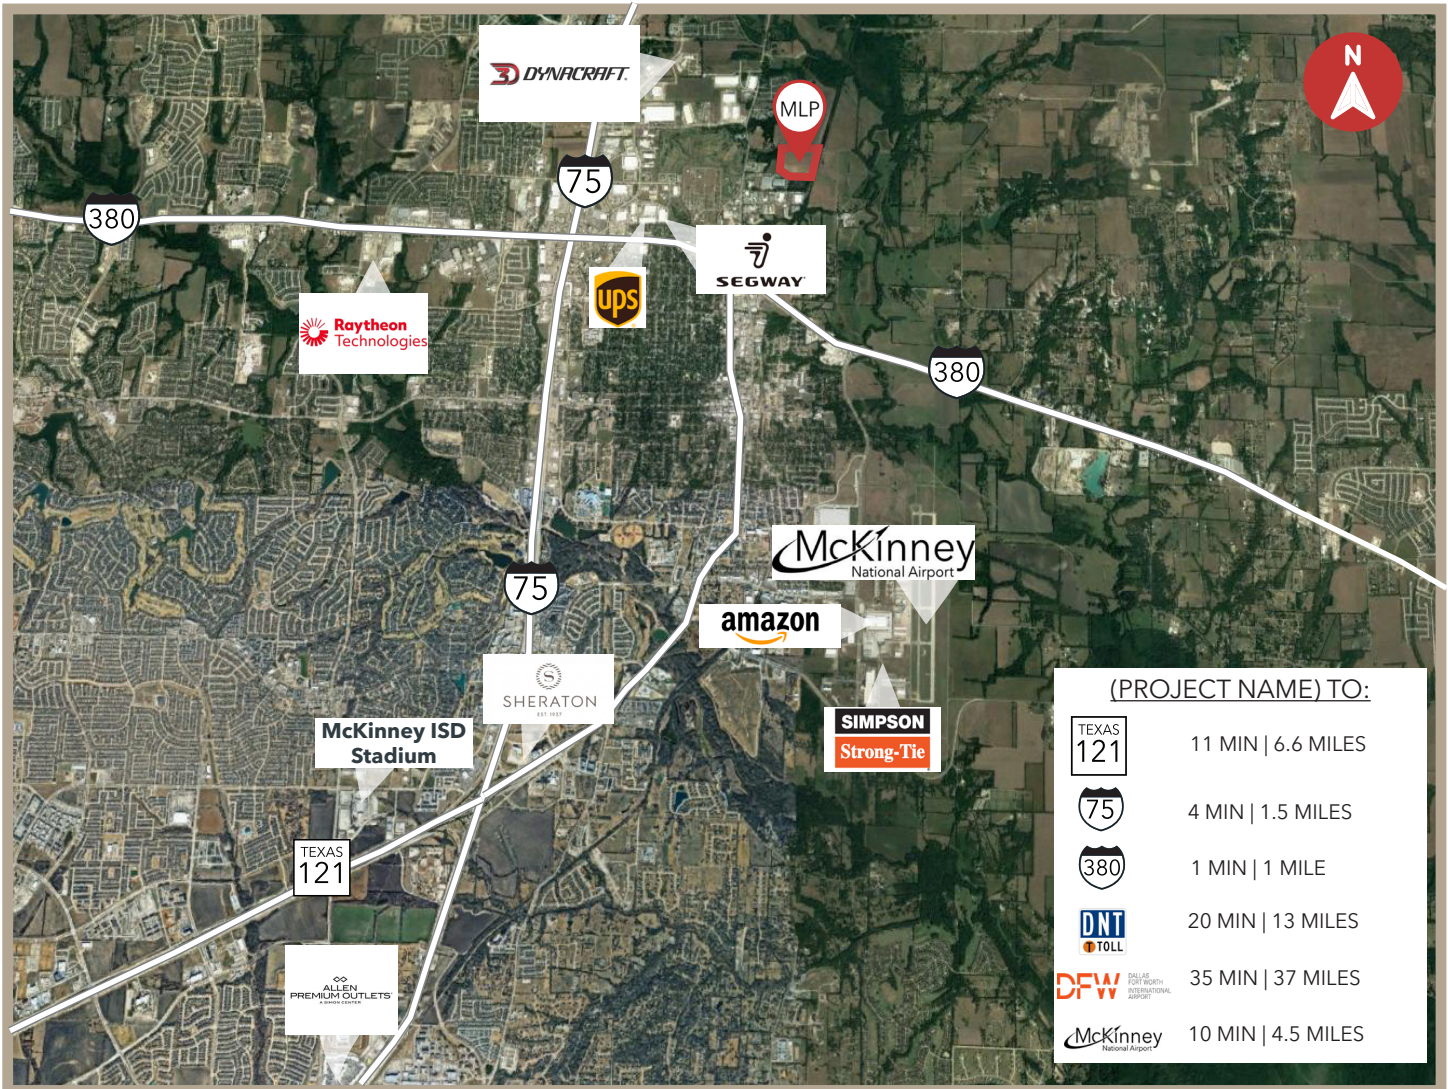 DYNACRAFT.
N
MLP
75
380
SEGWAY
ups
Raytheon
Technologies
380
McKinney
National Airport
75
amazon
SHERATON
EST. 1937
McKinney ISD
Stadium
SIMPSON
Strong-Tie
TEXAS
121
ALLEN
PREMIUM OUTLETS
A SIMON CENTER
(PROJECT NAME) TO:
TEXAS
121
11 MIN | 6.6 MILES
75
4 MIN | 1.5 MILES
380
1 MIN | 1 MILE
DNT
T TOLL
20 MIN | 13 MILES
DFW
DALLAS
FORT WORTH
INTERNATIONAL
AIRPORT
35 MIN | 37 MILES
McKinney
National Airport
10 MIN | 4.5 MILES